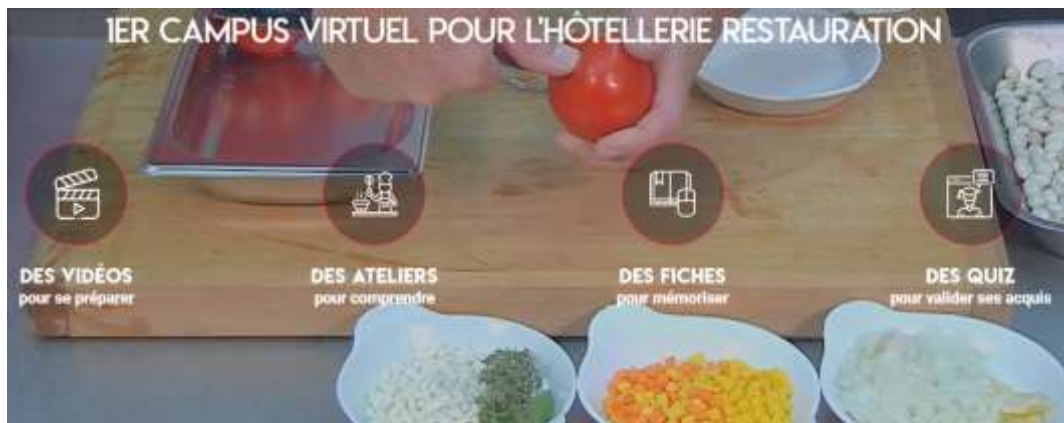 1ER CAMPUS VIRTUEL POUR L'HÔTELLERIE RESTAURATION
DES VIDÉOS
pour se préparer
DES ATELIERS
pour comprendre
DES FICHES
pour mémoriser
DES QUIZ
pour valider ses acquis